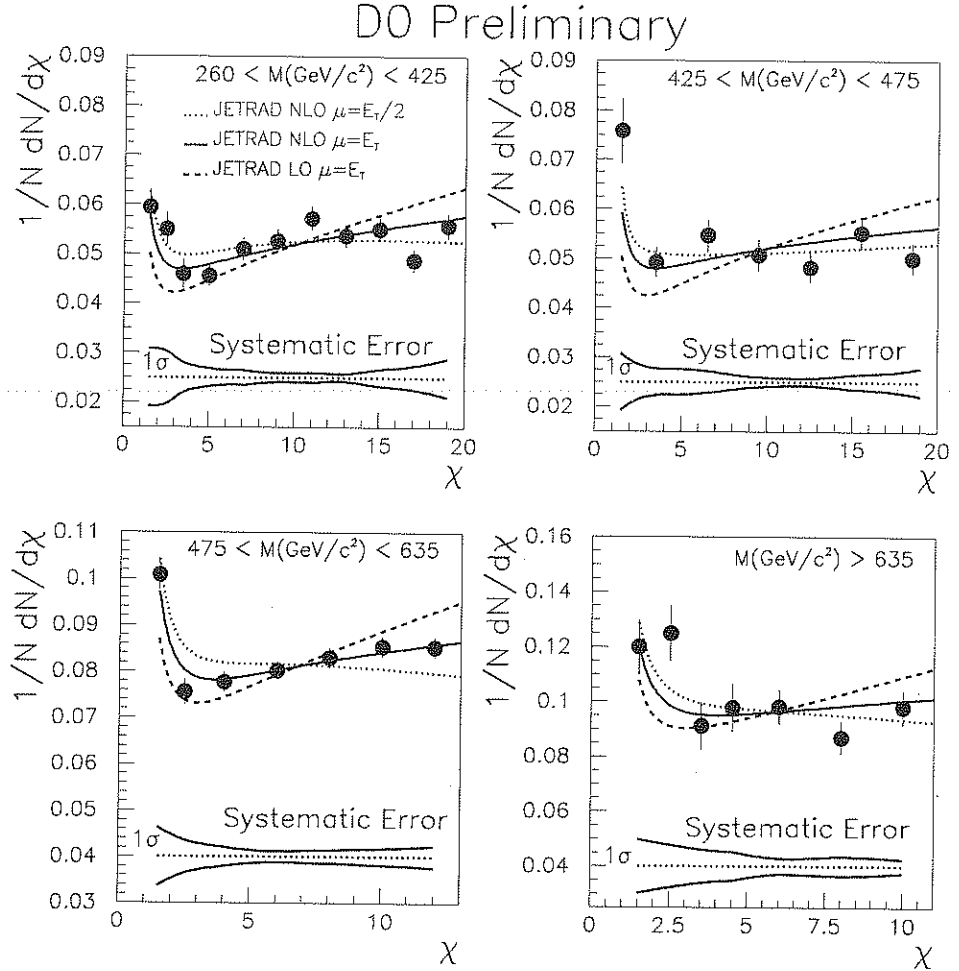 D0 Preliminary
1/N dN/dχ
0.09
0.08
0.07
0.06
0.05
0.04
0.03
0.02
260 < M(GeV/c²) < 425
JETRAD NLO μ=E_T/2
JETRAD NLO μ=E_T
JETRAD LO μ=E_T
Systematic Error
1σ
0 5 10 15 20
χ
1/N dN/dχ
0.09
0.08
0.07
0.06
0.05
0.04
0.03
0.02
425 < M(GeV/c²) < 475
Systematic Error
1σ
0 5 10 15 20
χ
1/N dN/dχ
0.11
0.1
0.09
0.08
0.07
0.06
0.05
0.04
0.03
475 < M(GeV/c²) < 635
Systematic Error
1σ
0 5 10
χ
1/N dN/dχ
0.16
0.14
0.12
0.1
0.08
0.06
0.04
M(GeV/c²) > 635
Systematic Error
1σ
0 2.5 5 7.5 10
χ